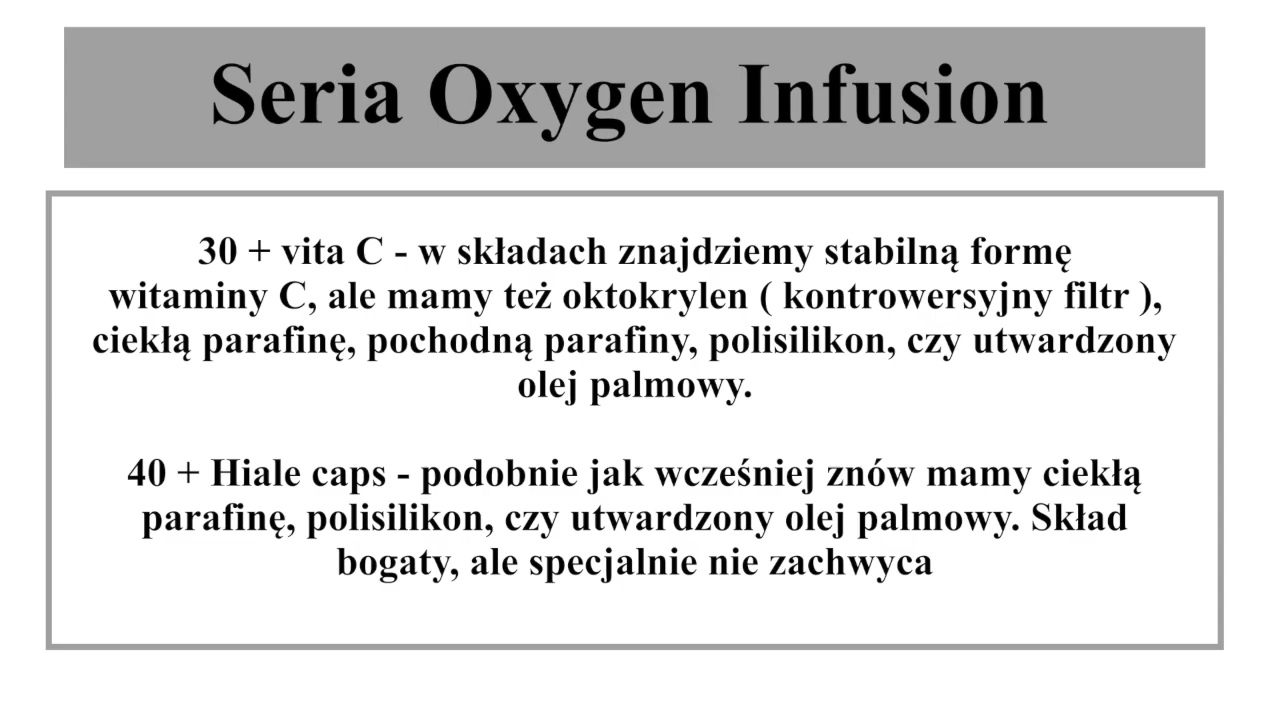 Seria Oxygen Infusion
30 + vita C - w składach znajdziemy stabilną formę
witaminy C, ale mamy też oktokrylen ( kontrowersyjny filtr ),
ciekłą parafinę, pochodną parafiny, polisilikon, czy utwardzony
olej palmowy.
40 + Hiale caps - podobnie jak wcześniej znów mamy ciekłą
parafinę, polisilikon, czy utwardzony olej palmowy. Skład
bogaty, ale specjalnie nie zachwyca